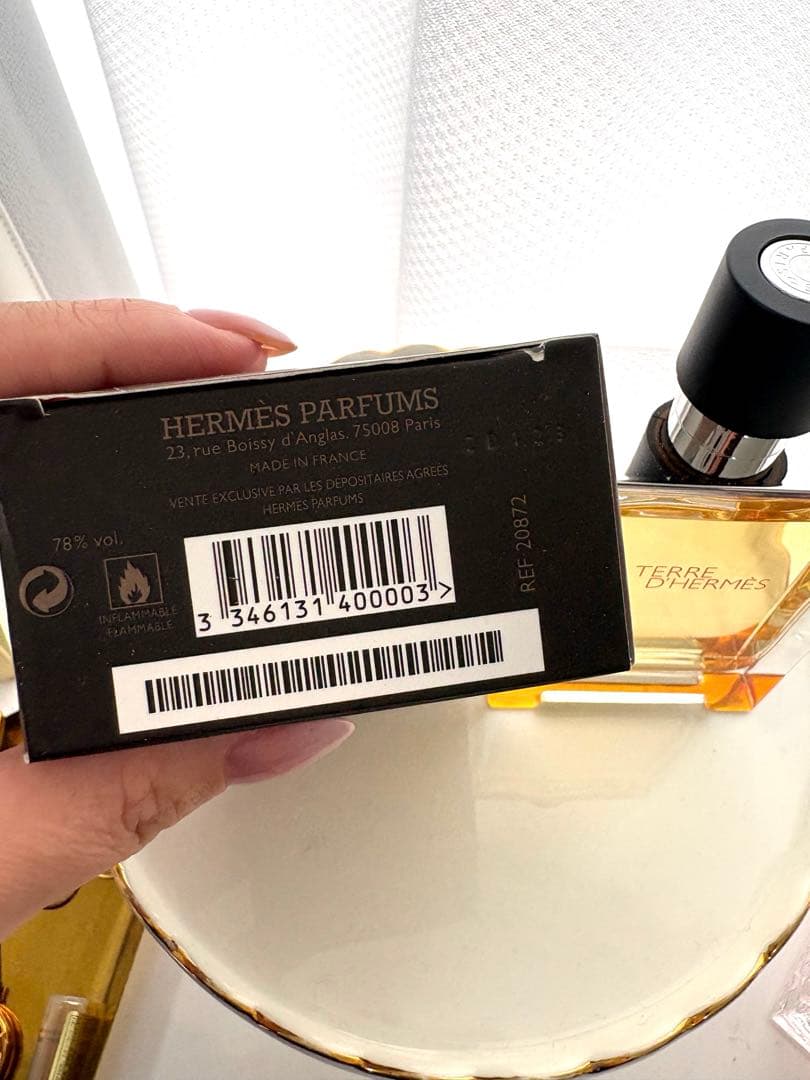 HERMÈS PARFUMS
23, rue Boissy d'Anglas. 75008 Paris
MADE IN FRANCE
VENTE EXCLUSIVE PAR LES DÉPOSITAIRES AGRÉÉS
HERMÈS PARFUMS
78% vol.
INFLAMMABLE
FLAMMABLE
3 346131 400003 >
REF 20872
TERRE
D'HERMÈS